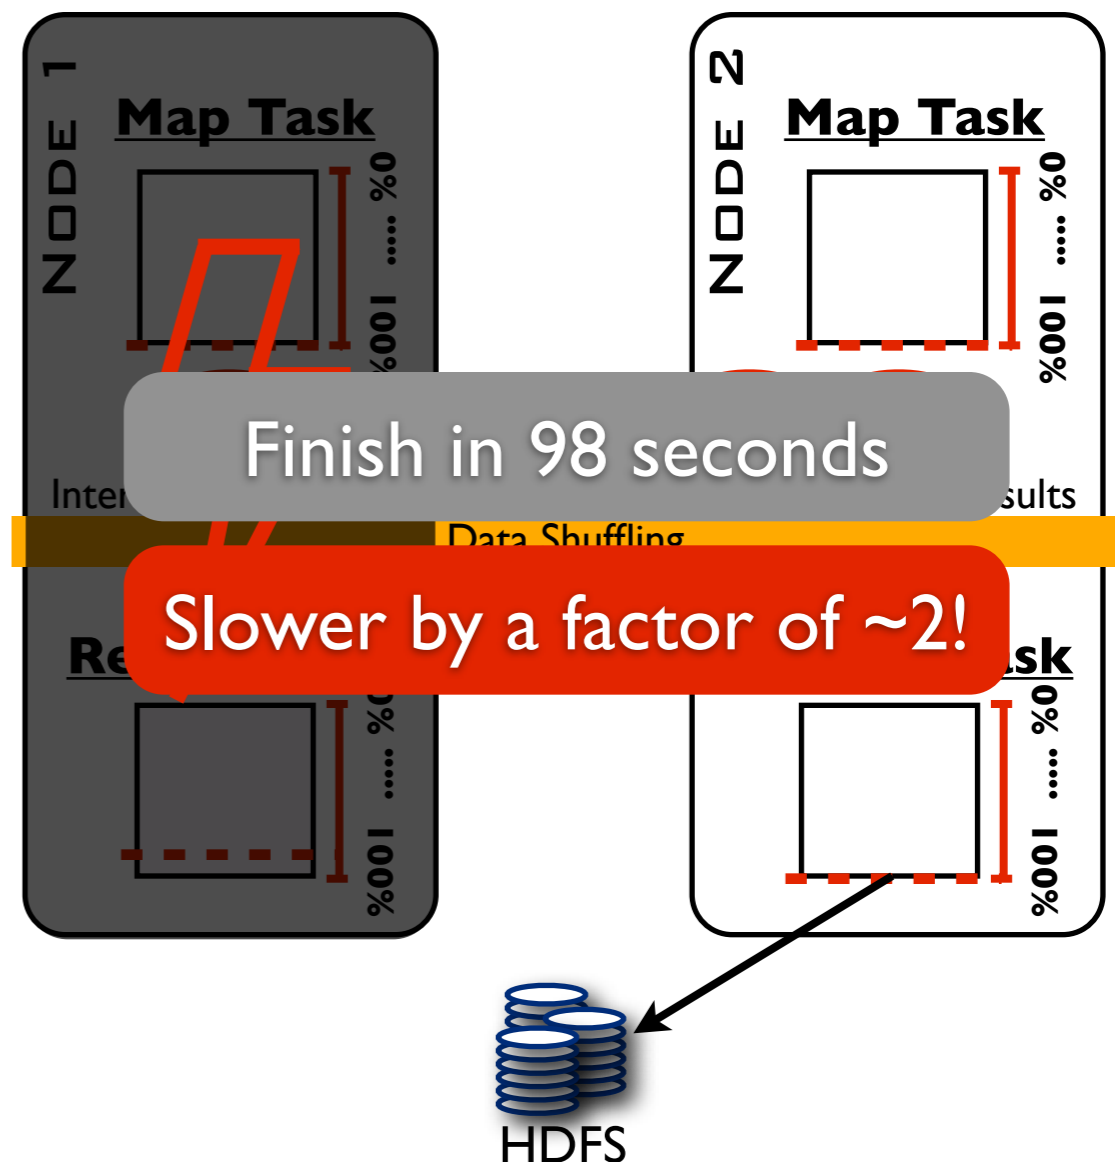 NODE 1
Map Task
0% ..... 100%
NODE 2
Map Task
0% ..... 100%
Finish in 98 seconds
Inter
sults
Data Shuffling
Slower by a factor of ~2!
Re
sk
0% ..... 100%
0% ..... 100%
HDFS